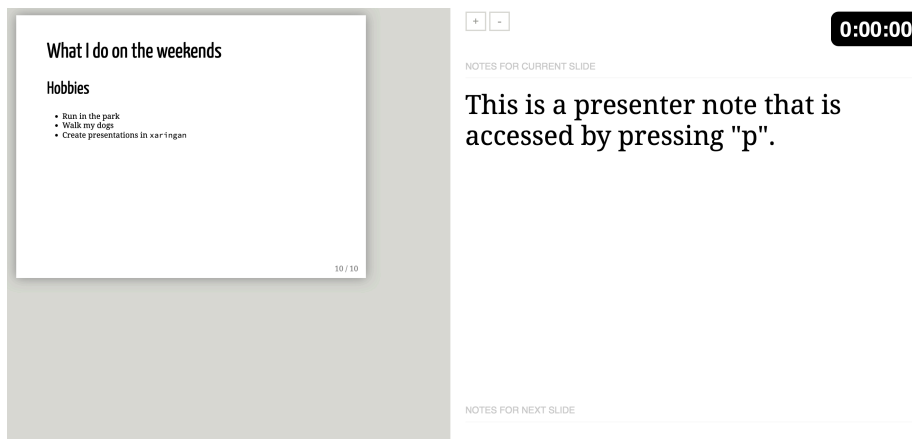 What I do on the weekends
Hobbies
• Run in the park
• Walk my dogs
• Create presentations in xaringan
10 / 10
+ -
0:00:00
NOTES FOR CURRENT SLIDE
This is a presenter note that is
accessed by pressing "p".
NOTES FOR NEXT SLIDE